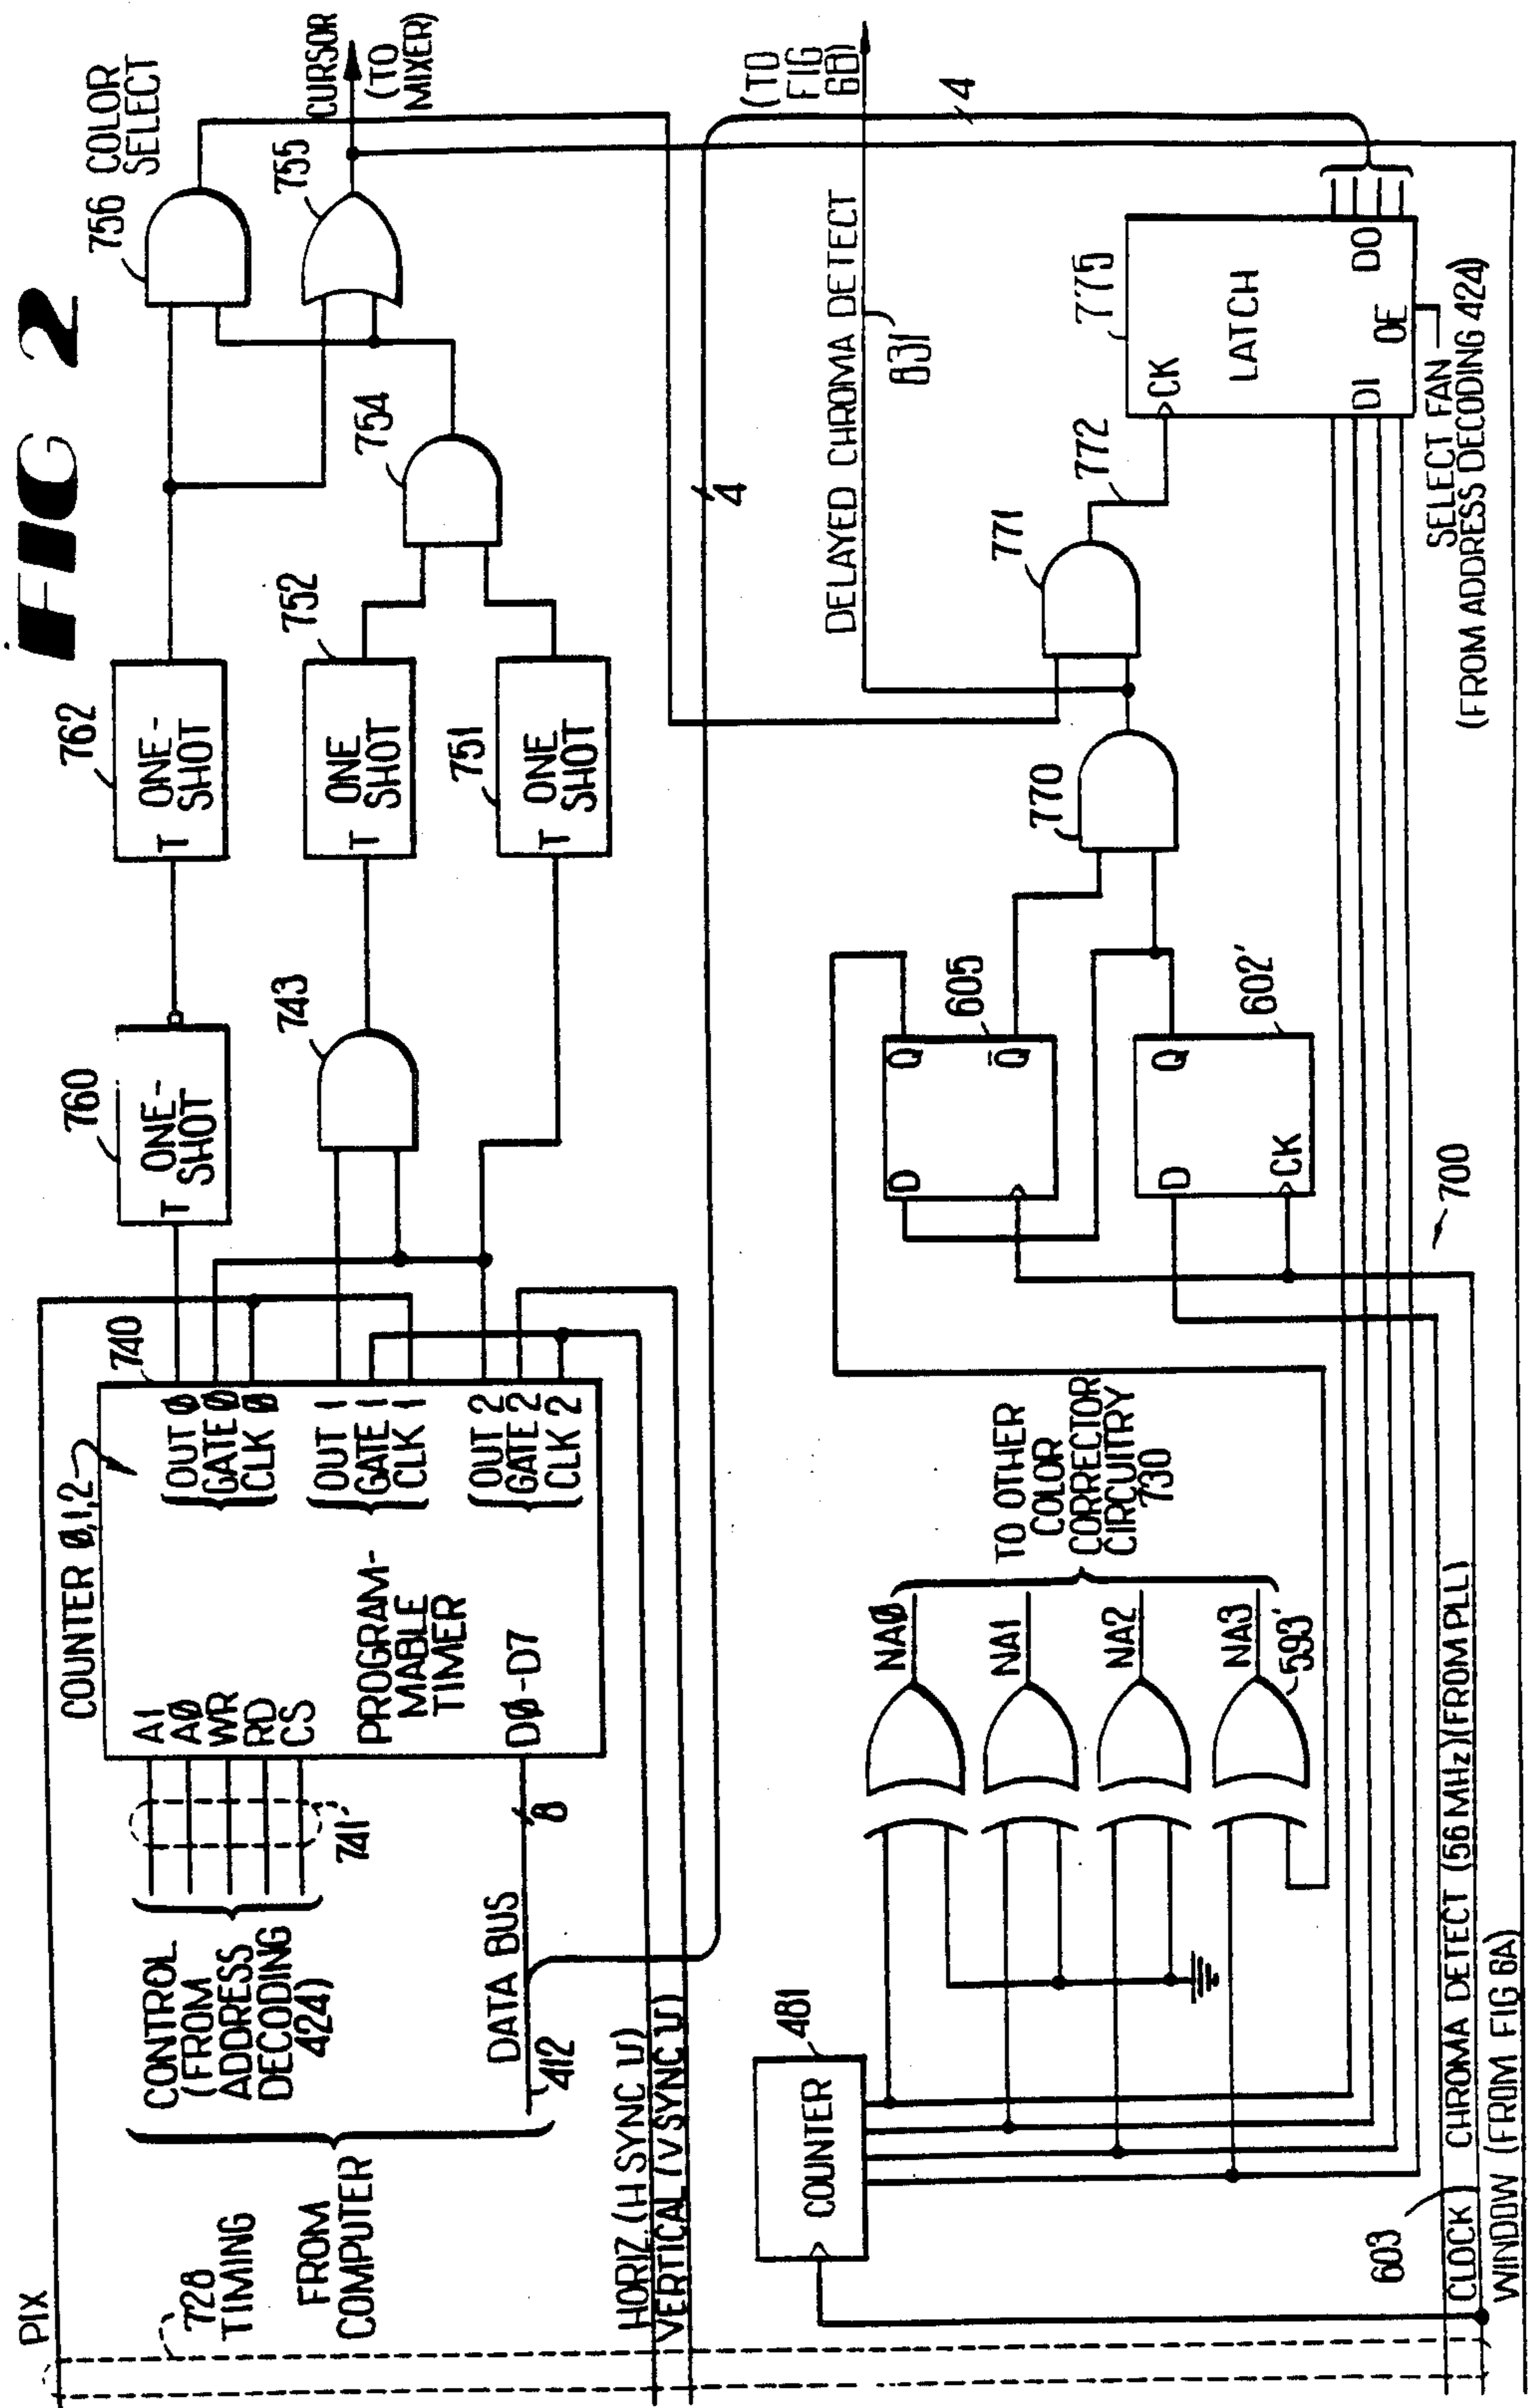 FIG 2
PIX
728
TIMING
FROM
COMPUTER
CONTROL
(FROM
ADDRESS
DECODING
424)
741
DATA BUS
412
8
HORIZ. (H SYNC U)
VERTICAL (V SYNC U)
COUNTER Ø,1,2
740
A1
AØ
WR
RD
CS
PROGRAM-
MABLE
TIMER
DØ-D7
OUT Ø
GATE Ø
CLK Ø
OUT 1
GATE 1
CLK 1
OUT 2
GATE 2
CLK 2
760
T ONE-
SHOT
762
T ONE-
SHOT
743
752
T ONE
SHOT
751
T ONE
SHOT
754
756
COLOR
SELECT
755
CURSOR
(TO
MIXER)
4
4
481
COUNTER
NAØ
NA1
NA2
NA3
593'
TO OTHER
COLOR
CORRECTOR
CIRCUITRY
730
D
Q
Q̅
605
D
CK
Q
602'
770
771
772
DELAYED CHROMA DETECT
831
(TO
FIG
6B)
775
CK
LATCH
DI
DO
OE
SELECT FAN
(FROM ADDRESS DECODING 424)
700
603
CHROMA DETECT
CLOCK
(56 MHz)(FROM PLL)
WINDOW (FROM FIG 6A)